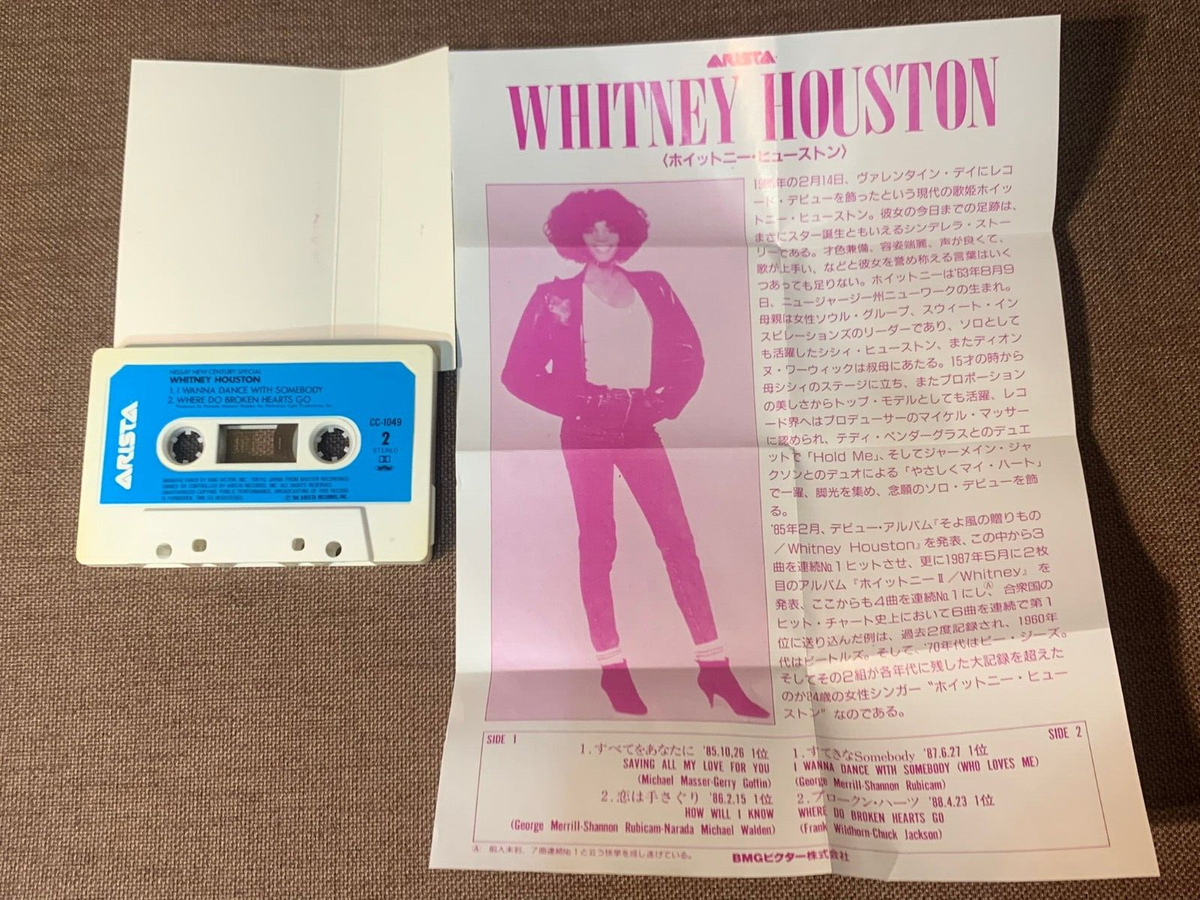 NISSAY NEW CENTURY SPECIAL
WHITNEY HOUSTON
1. I WANNA DANCE WITH SOMEBODY
2. WHERE DO BROKEN HEARTS GO
CC-1049
2
STEREO
ARISTA
ARISTA
WHITNEY HOUSTON
〈ホイットニー・ヒューストン〉
年の2月14日、ヴァレンタイン・デイにレコ
ード・デビューを飾ったという現代の歌姫ホイッ
トニー・ヒューストン。彼女の今日までの足跡は、
まさにスター誕生ともいえるシンデレラ・ストー
リーである。才色兼備、容姿端麗、声が良くて、
歌が上手い、などと彼女を誉め称える言葉はいく
つあっても足りない。ホイットニーは'63年8月9
日、ニュージャージー州ニューワークの生まれ。
母親は女性ソウル・グループ、スウィート・イン
スピレーションズのリーダーであり、ソロとして
も活躍したシシィ・ヒューストン、またディオン
ヌ・ワーウィックは叔母にあたる。15才の時から
母シシィのステージに立ち、またプロポーション
の美しさからトップ・モデルとしても活躍、レコ
ード界へはプロデューサーのマイケル・マッサー
に認められ、テディ・ペンダーグラスとのデュエ
ットで「Hold Me」、そしてジャーメイン・ジャ
クソンとのデュオによる「やさしくマイ・ハート」
で一躍、脚光を集め、念願のソロ・デビューを飾
る。
'85年2月、デビュー・アルバム『そよ風の贈りもの
／Whitney Houston』を発表、この中から3
曲を連続№1ヒットさせ、更に1987年5月に2枚
目のアルバム『ホイットニーⅡ／Whitney』を
発表、ここからも4曲を連続№1にし、Ⓐ 合衆国の
ヒット・チャート史上において6曲を連続で第1
位に送り込んだ例は、過去2度記録され、1960年
代はビートルズ。そして、'70年代はビー・ジーズ。
そしてその2組が各年代に残した大記録を超えた
のが24歳の女性シンガー“ホイットニー・ヒュー
ストン”なのである。
SIDE 1
1.すべてをあなたに '85.10.26 1位
SAVING ALL MY LOVE FOR YOU
(Michael Masser-Gerry Goffin)
2.恋は手さぐり '86.2.15 1位
HOW WILL I KNOW
(George Merrill-Shannon Rubicam-Narada Michael Walden)
SIDE 2
1.すてきなSomebody '87.6.27 1位
I WANNA DANCE WITH SOMEBODY (WHO LOVES ME)
(George Merrill-Shannon Rubicam)
2.ブロークン・ハーツ '88.4.23 1位
WHERE DO BROKEN HEARTS GO
(Frank Wildhorn-Chuck Jackson)
Ⓐ 前人未到、7曲連続№1と云う快挙を成し遂げている。
BMGビクター株式会社